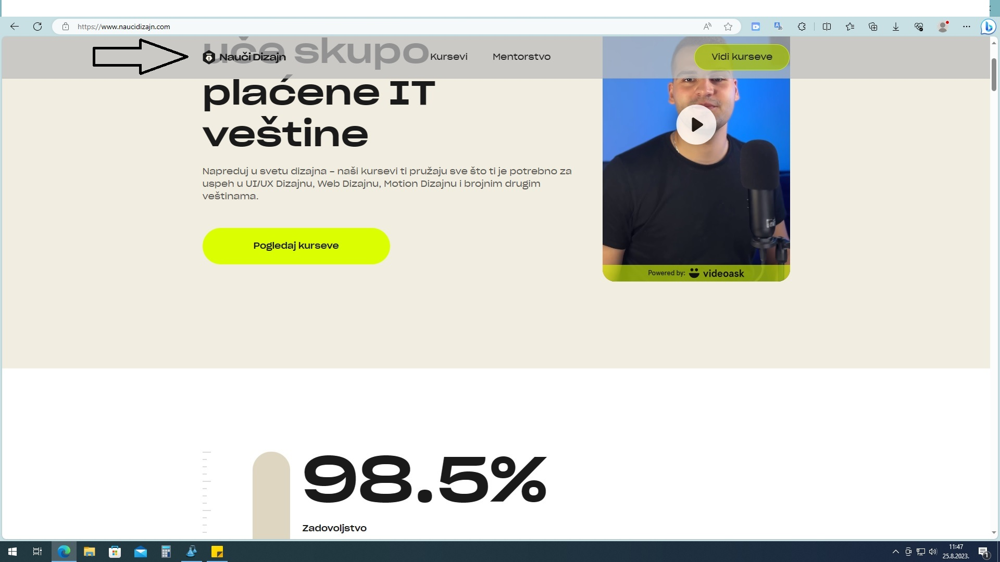 https://www.naucidizajn.com
uče skupo
Nauči Dizajn
Kursevi
Mentorstvo
Vidi kurseve
plaćene IT
veštine
Napreduj u svetu dizajna – naši kursevi ti pružaju sve što ti je potrebno za
uspeh u UI/UX Dizajnu, Web Dizajnu, Motion Dizajnu i brojnim drugim
veštinama.
Pogledaj kurseve
Powered by: videoask
98.5%
Zadovoljstvo
11:47
25.8.2023.
1